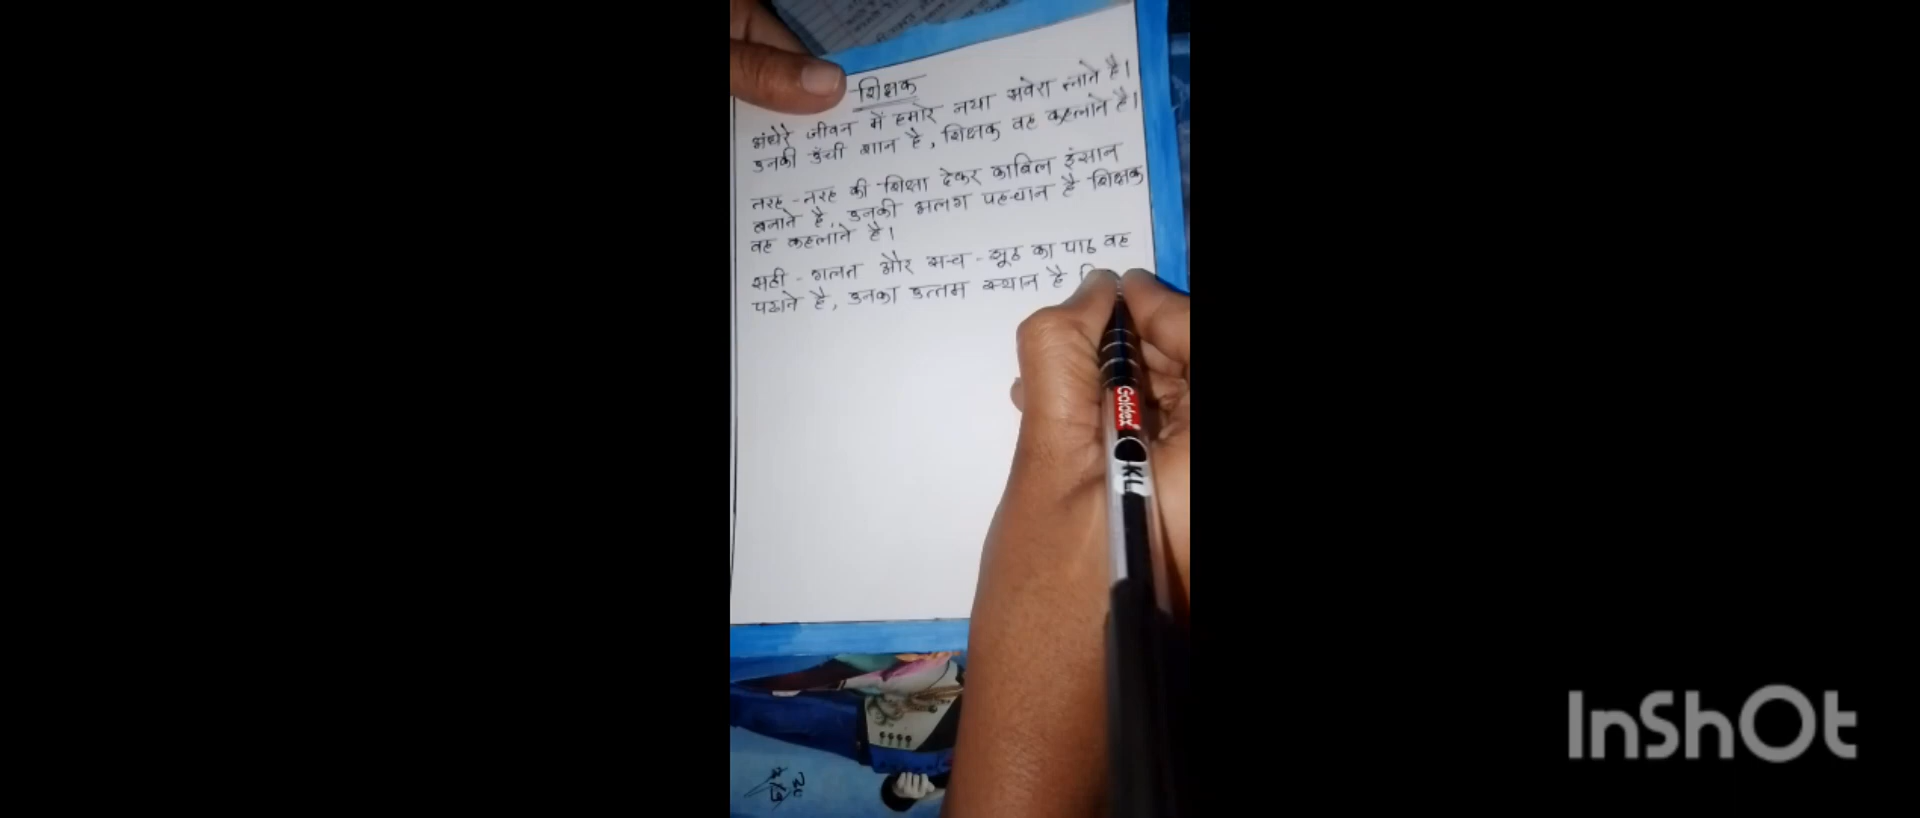 शिक्षक
अंधेरे जीवन में हमारे नया सवेरा लाते है।
उनकी उँची शान है, शिक्षक वह कहलाते है।
तरह-तरह की शिक्षा देकर काबिल इंसान
बनाते है, उनकी अलग पहचान है शिक्षक
वह कहलाते है।
सही-गलत और सच-झूठ का पाठ वह
पढाते है, उनका उत्तम स्थान है
Goldex
KL
InShOt